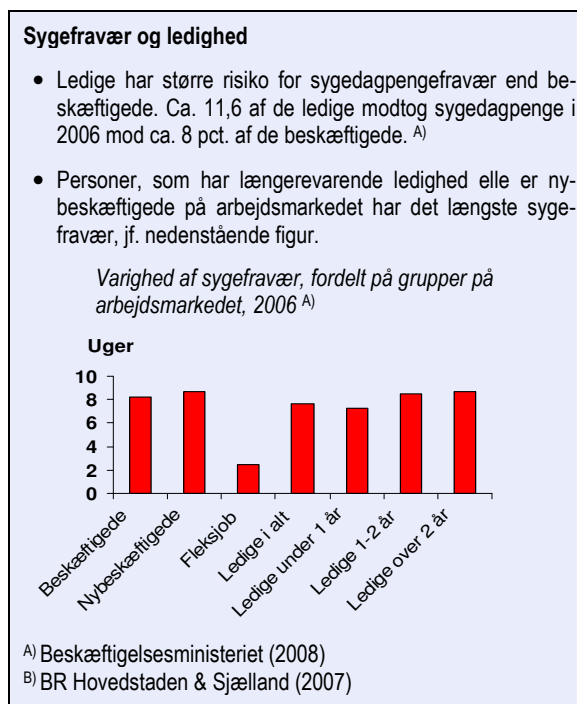 Sygefravær og ledighed
• Ledige har større risiko for sygedagpengefravær end be-
skæftigede. Ca. 11,6 af de ledige modtog sygedagpenge i
2006 mod ca. 8 pct. af de beskæftigede. A)
• Personer, som har længerevarende ledighed elle er ny-
beskæftigede på arbejdsmarkedet har det længste syge-
fravær, jf. nedenstående figur.
Varighed af sygefravær, fordelt på grupper på
arbejdsmarkedet, 2006 A)
Uger
10
8
6
4
2
0
Beskæftigede
Nybeskæftigede
Fleksjob
Ledige i alt
Ledige under 1 år
Ledige 1-2 år
Ledige over 2 år
A) Beskæftigelsesministeriet (2008)
B) BR Hovedstaden & Sjælland (2007)